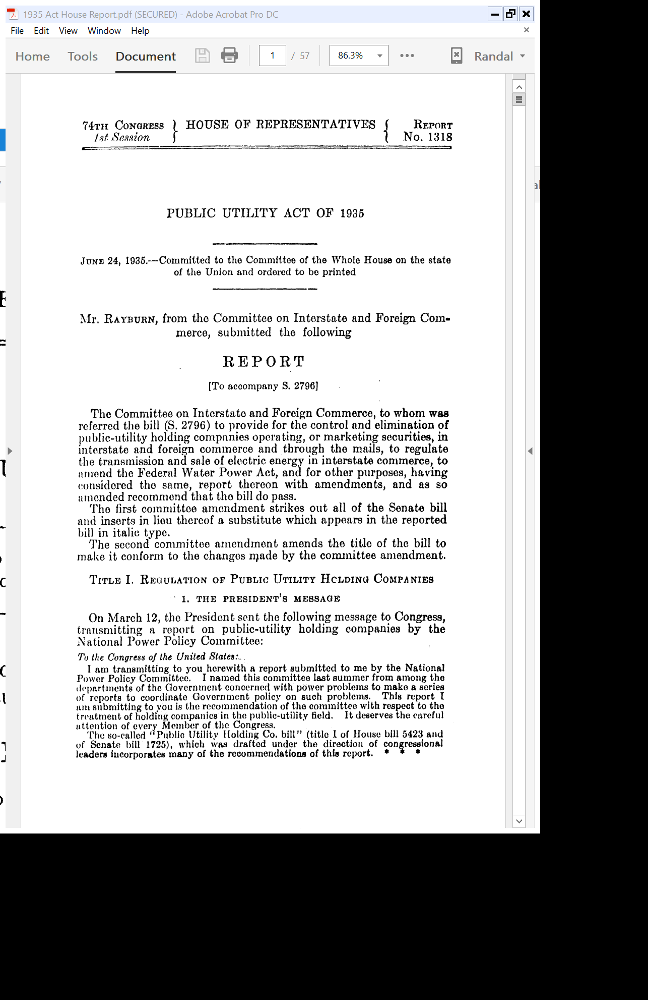 1935 Act House Report.pdf (SECURED) - Adobe Acrobat Pro DC
File Edit View Window Help
Home Tools Document 1 / 57 86.3% Randal
74TH CONGRESS } HOUSE OF REPRESENTATIVES { REPORT
1st Session } { No. 1318
PUBLIC UTILITY ACT OF 1935
JUNE 24, 1935.—Committed to the Committee of the Whole House on the state
of the Union and ordered to be printed
Mr. RAYBURN, from the Committee on Interstate and Foreign Com-
merce, submitted the following
REPORT
[To accompany S. 2796]
The Committee on Interstate and Foreign Commerce, to whom was
referred the bill (S. 2796) to provide for the control and elimination of
public-utility holding companies operating, or marketing securities, in
interstate and foreign commerce and through the mails, to regulate
the transmission and sale of electric energy in interstate commerce, to
amend the Federal Water Power Act, and for other purposes, having
considered the same, report thereon with amendments, and as so
amended recommend that the bill do pass.
The first committee amendment strikes out all of the Senate bill
and inserts in lieu thereof a substitute which appears in the reported
bill in italic type.
The second committee amendment amends the title of the bill to
make it conform to the changes made by the committee amendment.
TITLE I. REGULATION OF PUBLIC UTILITY HOLDING COMPANIES
1. THE PRESIDENT'S MESSAGE
On March 12, the President sent the following message to Congress,
transmitting a report on public-utility holding companies by the
National Power Policy Committee:
To the Congress of the United States:
I am transmitting to you herewith a report submitted to me by the National
Power Policy Committee. I named this committee last summer from among the
departments of the Government concerned with power problems to make a series
of reports to coordinate Government policy on such problems. This report I
am submitting to you is the recommendation of the committee with respect to the
treatment of holding companies in the public-utility field. It deserves the careful
attention of every Member of the Congress.
The so-called "Public Utility Holding Co. bill" (title I of House bill 5423 and
of Senate bill 1725), which was drafted under the direction of congressional
leaders incorporates many of the recommendations of this report. * * *